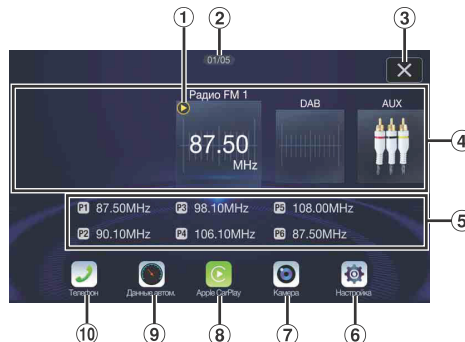 1 2 3
01/05
Радио FM 1 DAB AUX
87.50
MHz
4
P1 87.50MHz P3 98.10MHz P5 108.00MHz
5
P2 90.10MHz P4 106.10MHz P6 87.50MHz
Телефон Данные автом. Apple CarPlay Камера Настройка
10 9 8 7 6